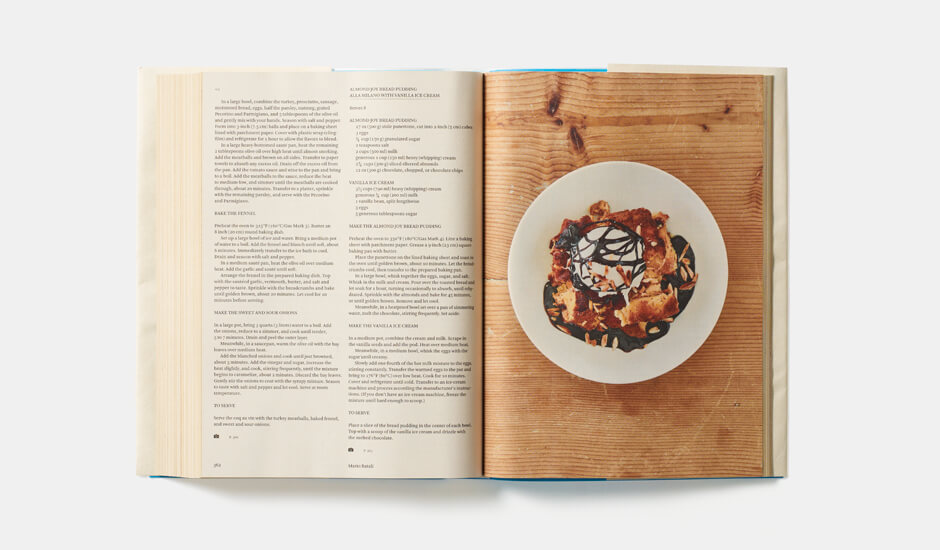 In a large bowl, combine the turkey, prosciutto, sausage,
moistened bread, eggs, half the parsley, nutmeg, grated
Pecorino and Parmigiano, and 3 tablespoons of the olive oil
and gently mix with your hands. Season with salt and pepper.
Form into 3-inch (7.5 cm) balls and place on a baking sheet
lined with parchment paper. Cover with plastic wrap (cling-
film) and refrigerate for 1 hour to allow the flavors to blend.
In a large heavy-bottomed sauté pan, heat the remaining
2 tablespoons olive oil over high heat until almost smoking.
Add the meatballs and brown on all sides. Transfer to paper
towels to absorb any excess oil. Drain off the excess oil from
the pan. Add the tomato sauce and wine to the pan and bring
to a boil. Add the meatballs to the sauce, reduce the heat
to medium low, and simmer until the meatballs are cooked
through, about 20 minutes. Transfer to a platter, sprinkle
with the remaining parsley, and serve with the Pecorino
and Parmigiano.
BAKE THE FENNEL
Preheat the oven to 325°F (160°C/Gas Mark 3). Butter an
8 inch (20 cm) round baking dish.
Set up a large bowl of ice and water. Bring a medium pot
of water to a boil. Add the fennel and blanch until soft, about
6 minutes. Immediately transfer to the ice bath to cool.
Drain and season with salt and pepper.
In a medium sauté pan, heat the olive oil over medium
heat. Add the garlic and sauté until soft.
Arrange the fennel in the prepared baking dish. Top
with the sautéed garlic, vermouth, butter, and salt and
pepper to taste. Sprinkle with the breadcrumbs and bake
until golden brown, about 20 minutes. Let cool for 10
minutes before serving.
MAKE THE SWEET AND SOUR ONIONS
In a large pot, bring 3 quarts (3 liters) water to a boil. Add
the onions, reduce to a simmer, and cook until tender,
5 to 7 minutes. Drain and peel the outer layer.
Meanwhile, in a saucepan, warm the olive oil with the bay
leaves over medium heat.
Add the blanched onions and cook until just browned,
about 5 minutes. Add the vinegar and sugar, increase the
heat slightly, and cook, stirring frequently, until the mixture
begins to caramelize, about 2 minutes. Discard the bay leaves.
Gently stir the onions to coat with the syrupy mixture. Season
to taste with salt and pepper and let cool. Serve at room
temperature.
TO SERVE
Serve the coq au vin with the turkey meatballs, baked fennel,
and sweet and sour onions.
362
ALMOND JOY BREAD PUDDING
ALLA MILANO WITH VANILLA ICE CREAM
Serves 8
ALMOND JOY BREAD PUDDING
17 oz (500 g) stale panettone, cut into 2 inch (5 cm) cubes
3 eggs
¾ cup (150 g) granulated sugar
2 teaspoons salt
2 cups (500 ml) milk
generous 1 cup (250 ml) heavy (whipping) cream
2¾ cups (300 g) sliced slivered almonds
12 oz (300 g) chocolate, chopped, or chocolate chips
VANILLA ICE CREAM
3¼ cups (740 ml) heavy (whipping) cream
generous ¾ cup (200 ml) milk
1 vanilla bean, split lengthwise
5 eggs
5 generous tablespoons sugar
MAKE THE ALMOND JOY BREAD PUDDING
Preheat the oven to 350°F (180°C/Gas Mark 4). Line a baking
sheet with parchment paper. Grease a 9-inch (23 cm) square
baking pan with butter.
Place the panettone on the lined baking sheet and toast in
the oven until golden brown, about 10 minutes. Let the bread
crumbs cool, then transfer to the prepared baking pan.
In a large bowl, whisk together the eggs, sugar, and salt.
Whisk in the milk and cream. Pour over the toasted bread and
let soak for 1 hour, turning occasionally to absorb, until rehy-
drated. Sprinkle with the almonds and bake for 45 minutes,
or until golden brown. Remove and let cool.
Meanwhile, in a heatproof bowl set over a pan of simmering
water, melt the chocolate, stirring frequently. Set aside.
MAKE THE VANILLA ICE CREAM
In a medium pot, combine the cream and milk. Scrape in
the vanilla seeds and add the pod. Heat over medium heat.
Meanwhile, in a medium bowl, whisk the eggs with the
sugar until creamy.
Slowly add one fourth of the hot milk mixture to the eggs,
stirring constantly. Transfer the warmed eggs to the pot and
bring to 176°F (80°C) over low heat. Cook for 10 minutes.
Cover and refrigerate until cold. Transfer to an ice-cream
machine and process according the manufacturer's instruc-
tions. (If you don't have an ice-cream machine, freeze the
mixture until hard enough to scoop.)
TO SERVE
Place a slice of the bread pudding in the center of each bowl.
Top with a scoop of the vanilla ice cream and drizzle with
the melted chocolate.
Mario Batali